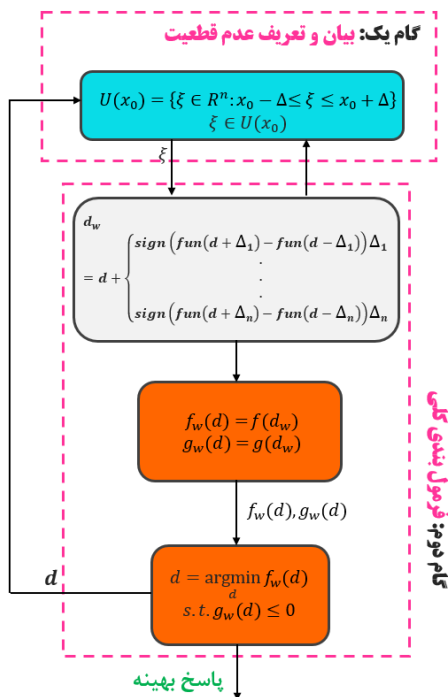 گام یک: بیان و تعریف عدم قطعیت
U(x₀) = {ξ ∈ Rⁿ: x₀ − Δ ≤ ξ ≤ x₀ + Δ}
ξ ∈ U(x₀)
ξ
d_w
sign(fun(d + Δ₁) − fun(d − Δ₁))Δ₁
.
= d + {
.
.
sign(fun(d + Δₙ) − fun(d − Δₙ))Δₙ
f_w(d) = f(d_w)
g_w(d) = g(d_w)
f_w(d), g_w(d)
d = argmin f_w(d)
d
s.t. g_w(d) ≤ 0
d
پاسخ بهینه
گام دوم: فرمول بندی کلی